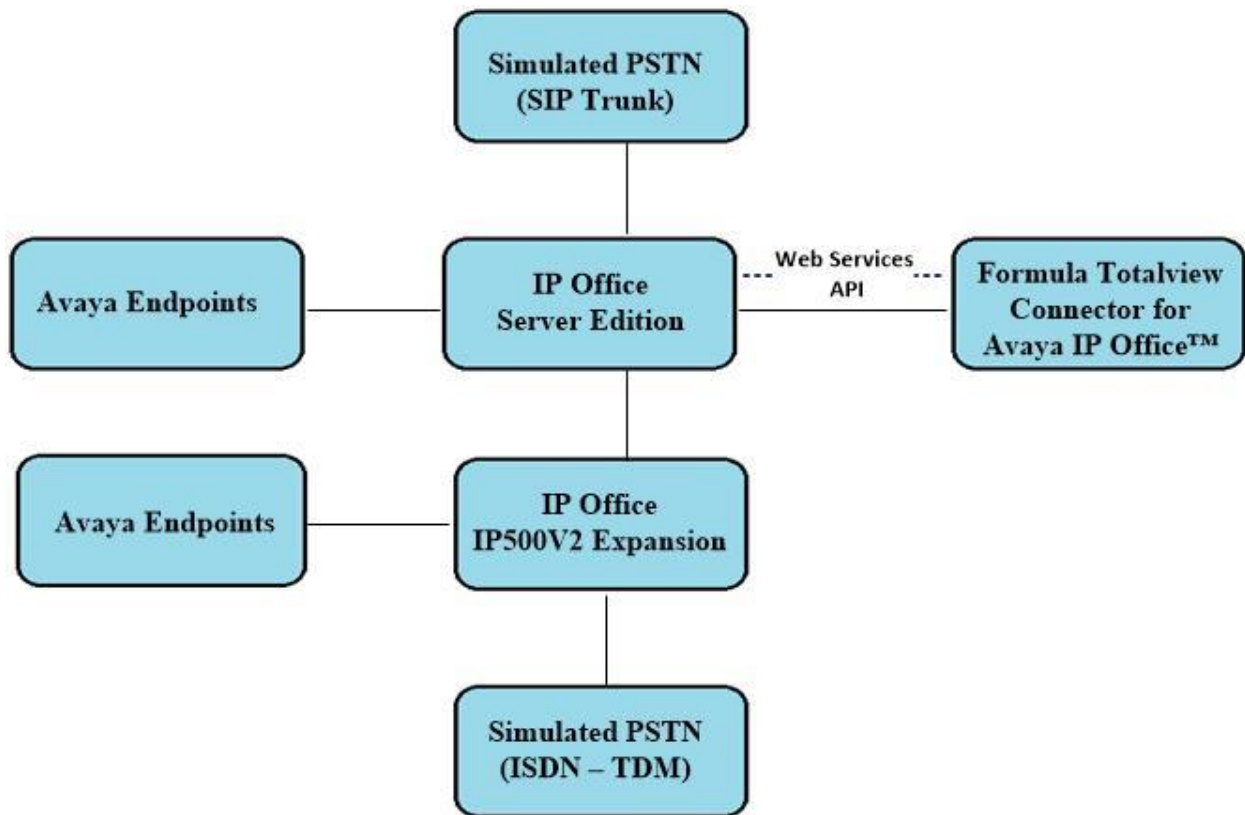 Simulated PSTN
(SIP Trunk)
Avaya Endpoints
IP Office
Server Edition
Web Services
API
Formula Totalview
Connector for
Avaya IP Office™
Avaya Endpoints
IP Office
IP500V2 Expansion
Simulated PSTN
(ISDN – TDM)